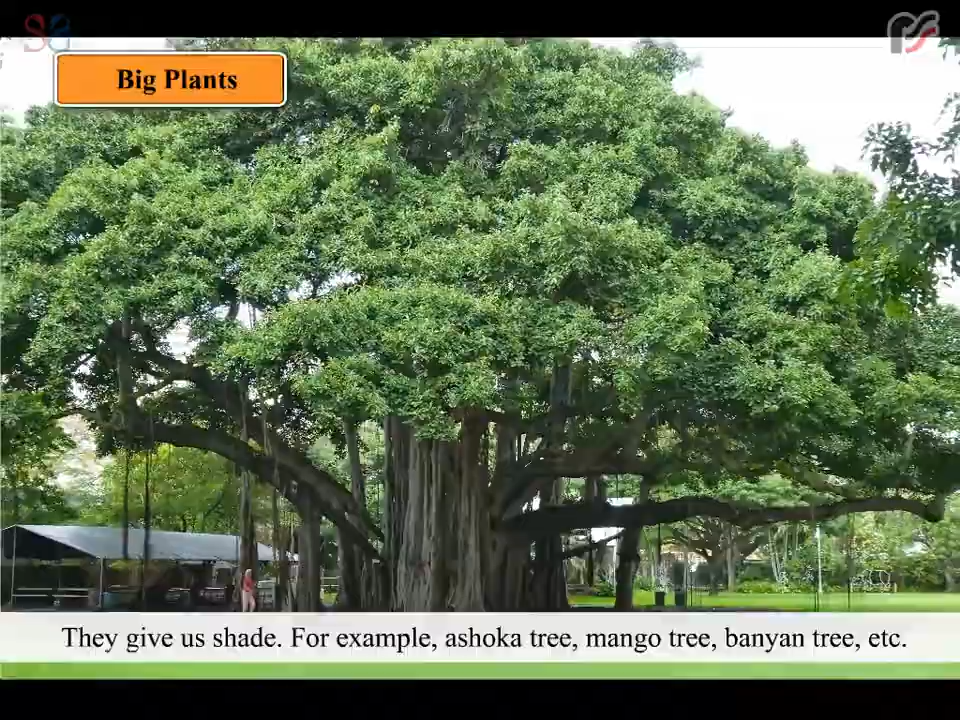 Big Plants
They give us shade. For example, ashoka tree, mango tree, banyan tree, etc.